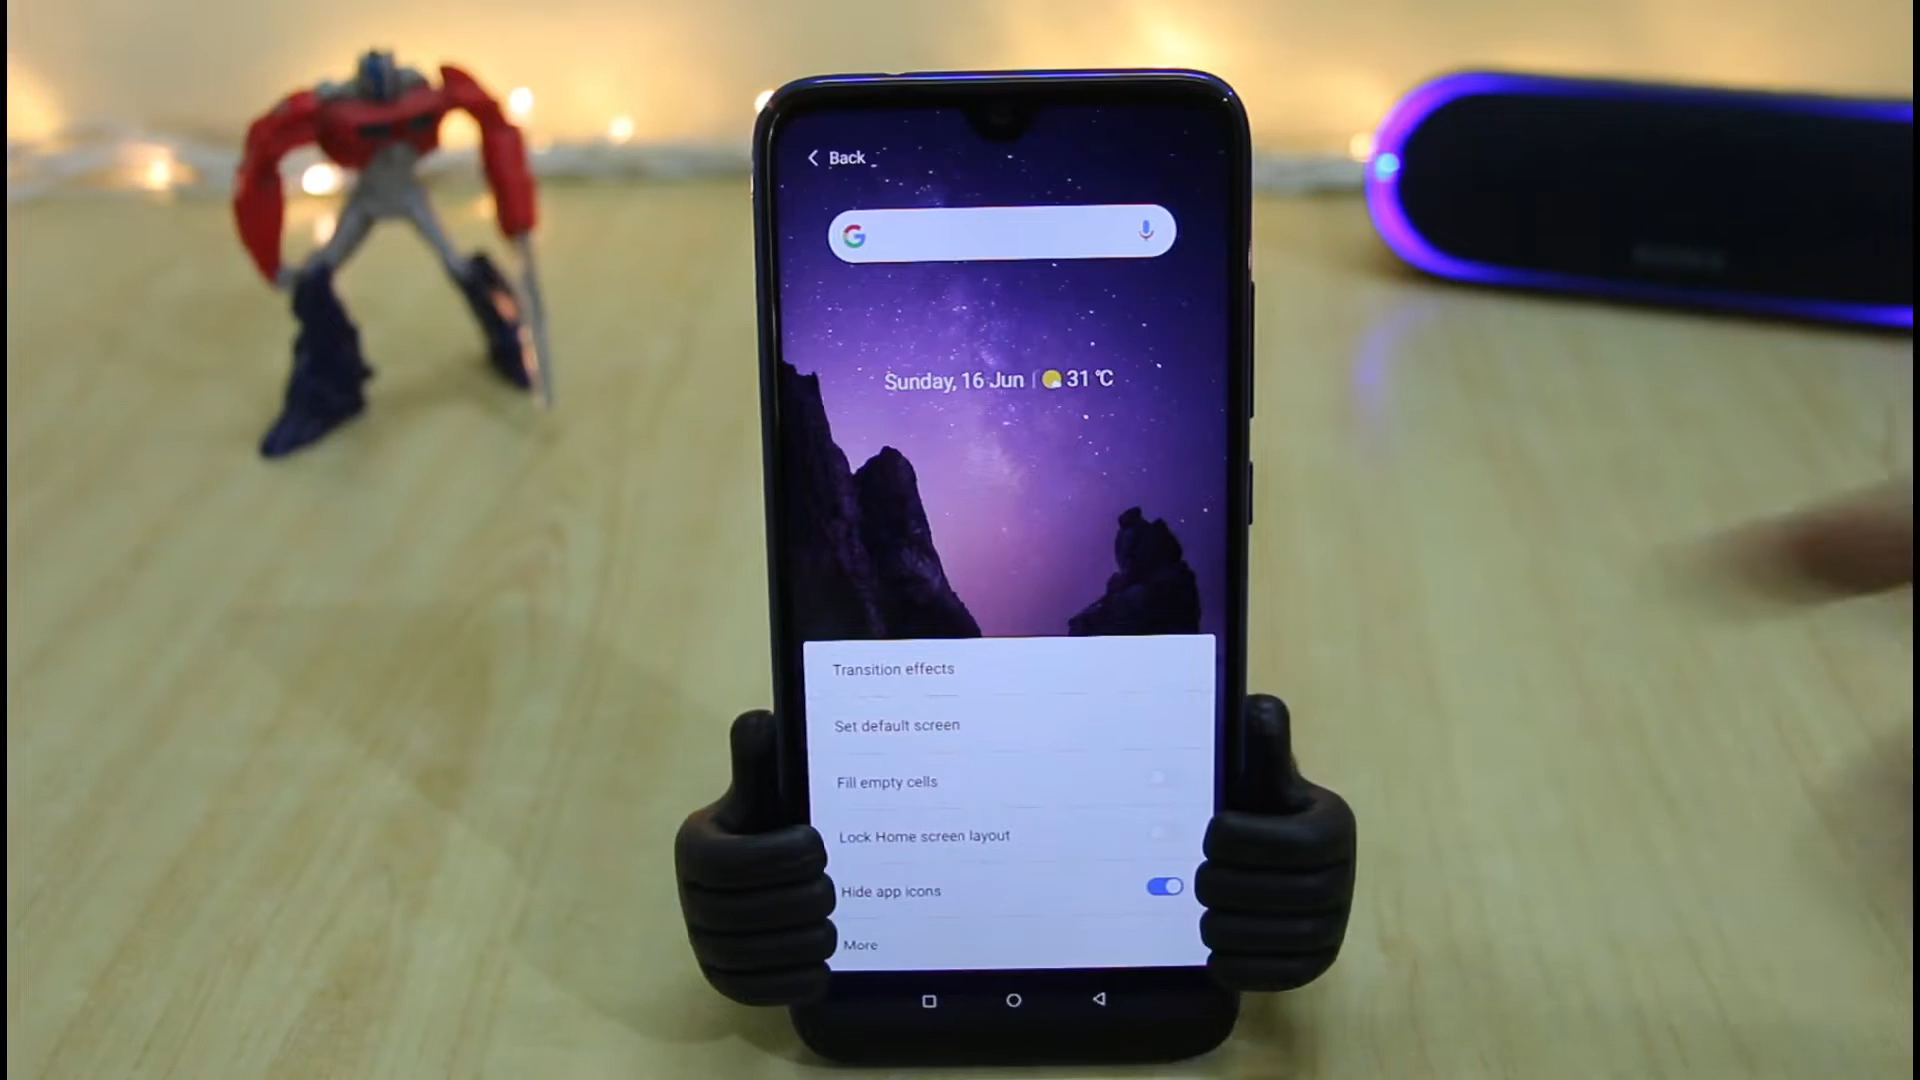 Back
G
Sunday, 16 Jun | 31 °C
Transition effects
Set default screen
Fill empty cells
Lock Home screen layout
Hide app icons
More